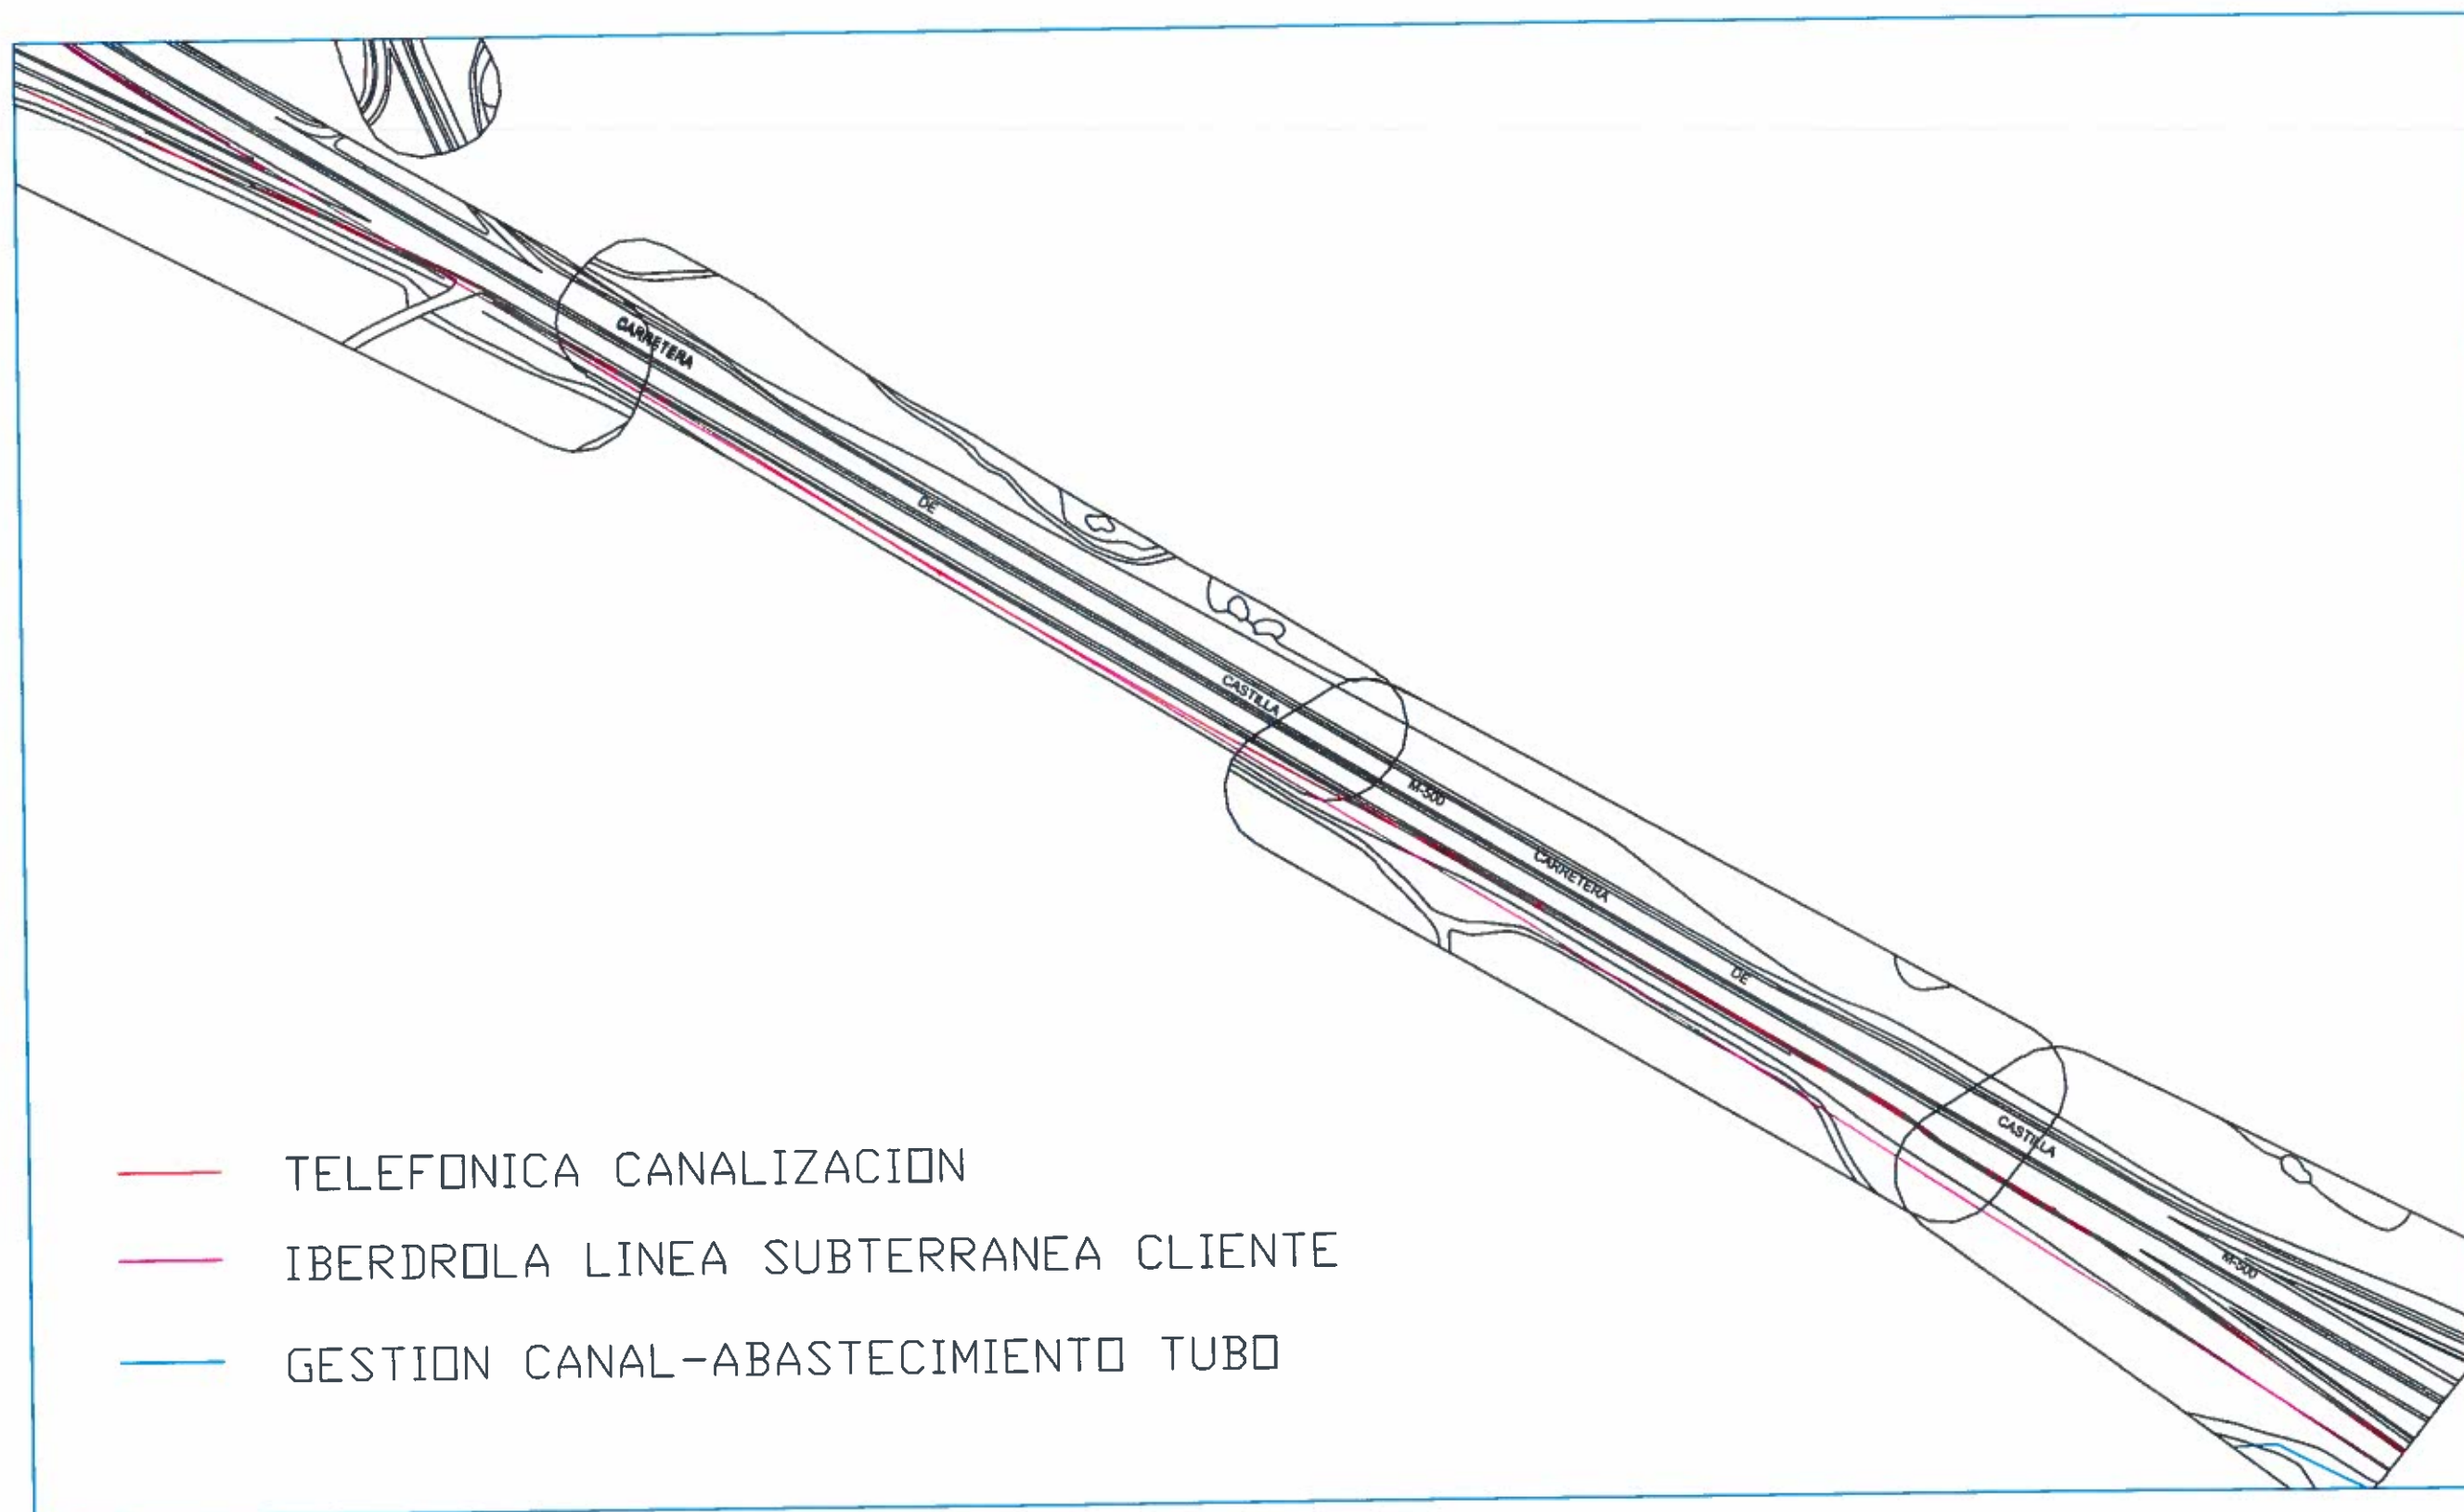 CARRETERA
DE
CASTILLA
M-500
CARRETERA
DE
CASTILLA
M-500
TELEFONICA CANALIZACION
IBERDROLA LINEA SUBTERRANEA CLIENTE
GESTION CANAL-ABASTECIMIENTO TUBO